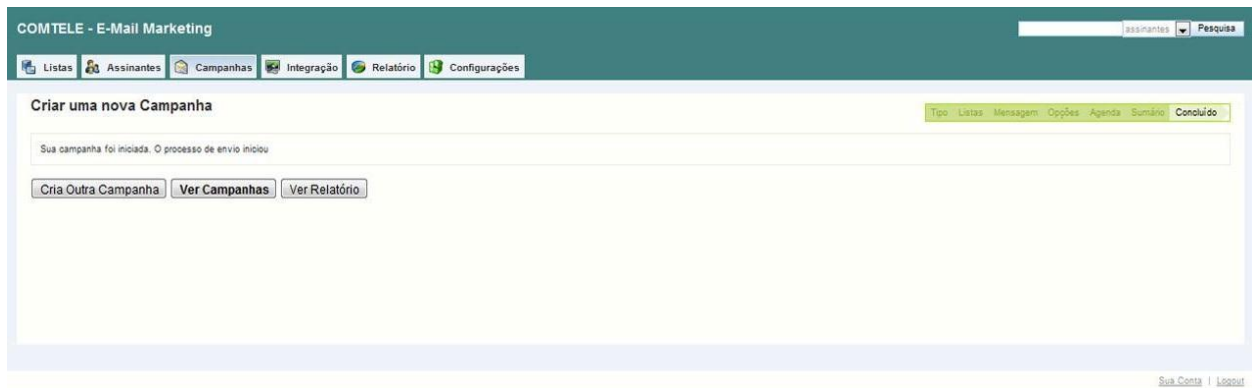 COMTELE - E-Mail Marketing
assinantes Pesquisa
Listas Assinantes Campanhas Integração Relatório Configurações
Criar uma nova Campanha
Tipo Listas Mensagem Opções Agenda Sumário Concluído
Sua campanha foi iniciada. O processo de envio iniciou
Cria Outra Campanha Ver Campanhas Ver Relatório
Sua Conta | Logout